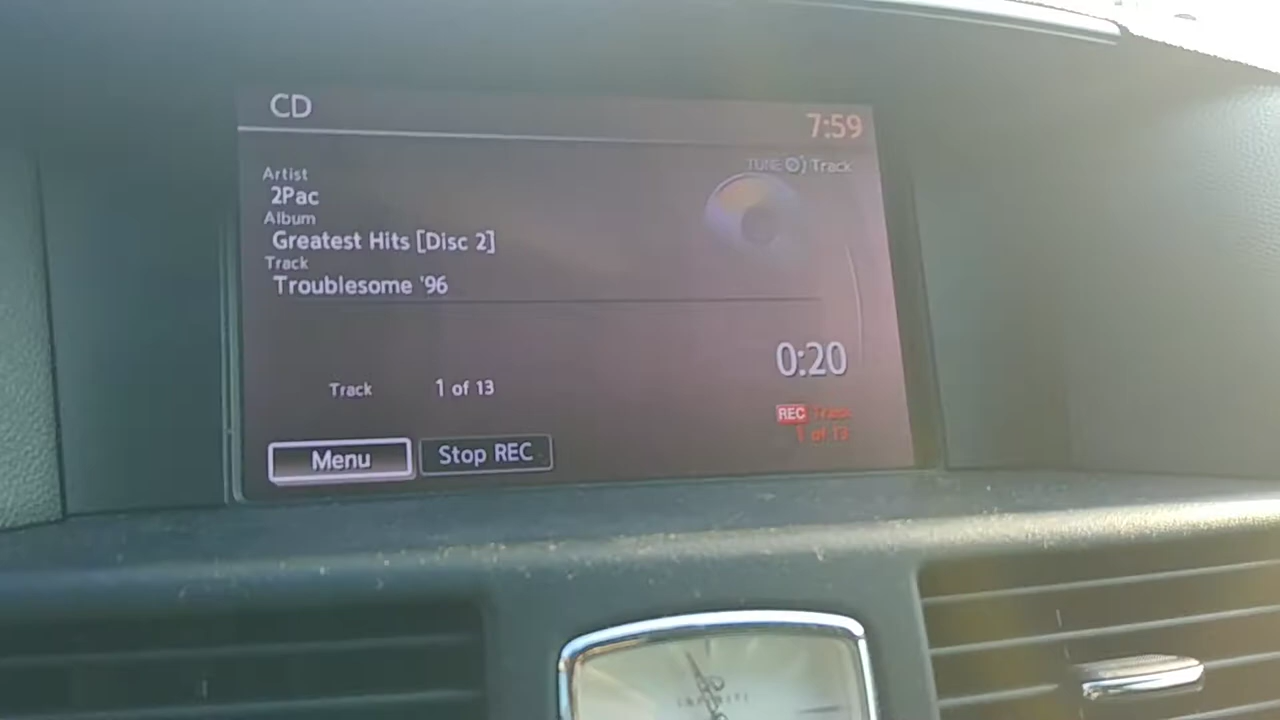 CD
7:59
TUNE Track
Artist
2Pac
Album
Greatest Hits [Disc 2]
Track
Troublesome '96
0:20
Track 1 of 13
REC Track
1 of 13
Menu
Stop REC
INFINITI